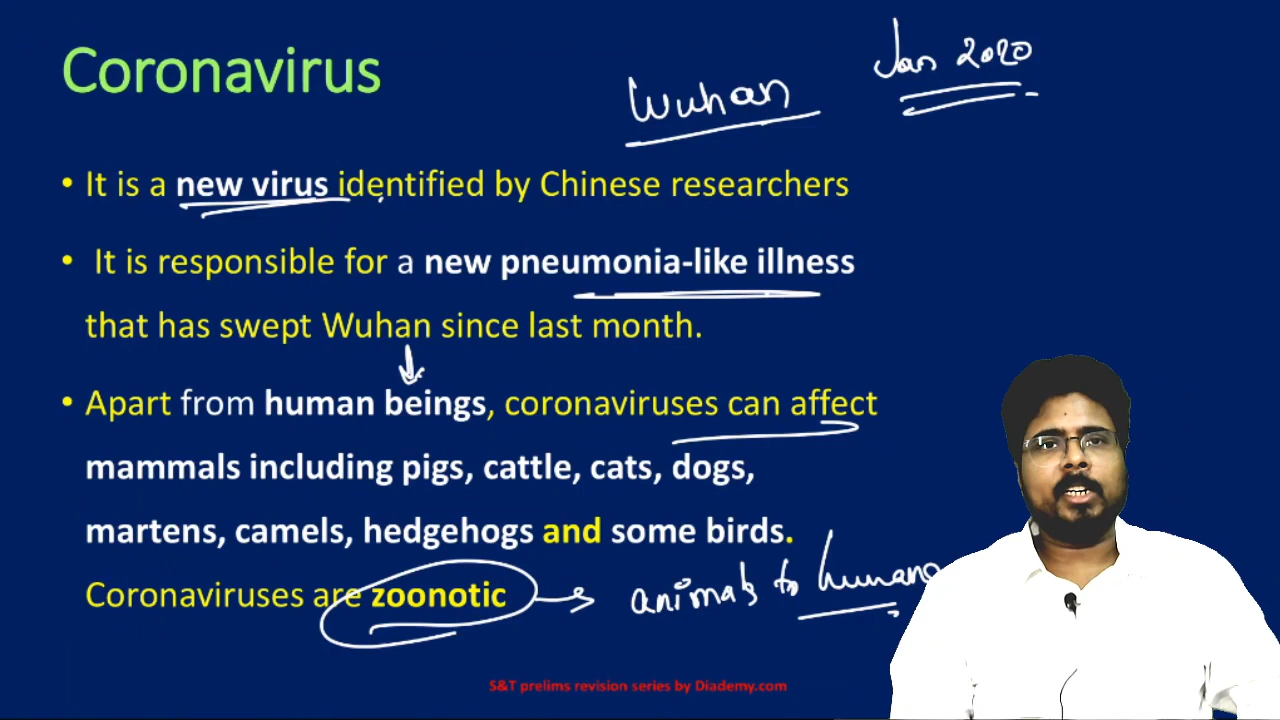 Coronavirus
Wuhan
Jan 2020
• It is a new virus identified by Chinese researchers
• It is responsible for a new pneumonia-like illness
that has swept Wuhan since last month.
• Apart from human beings, coronaviruses can affect
mammals including pigs, cattle, cats, dogs,
martens, camels, hedgehogs and some birds.
Coronaviruses are zoonotic → animals to humans
S&T prelims revision series by Diademy.com